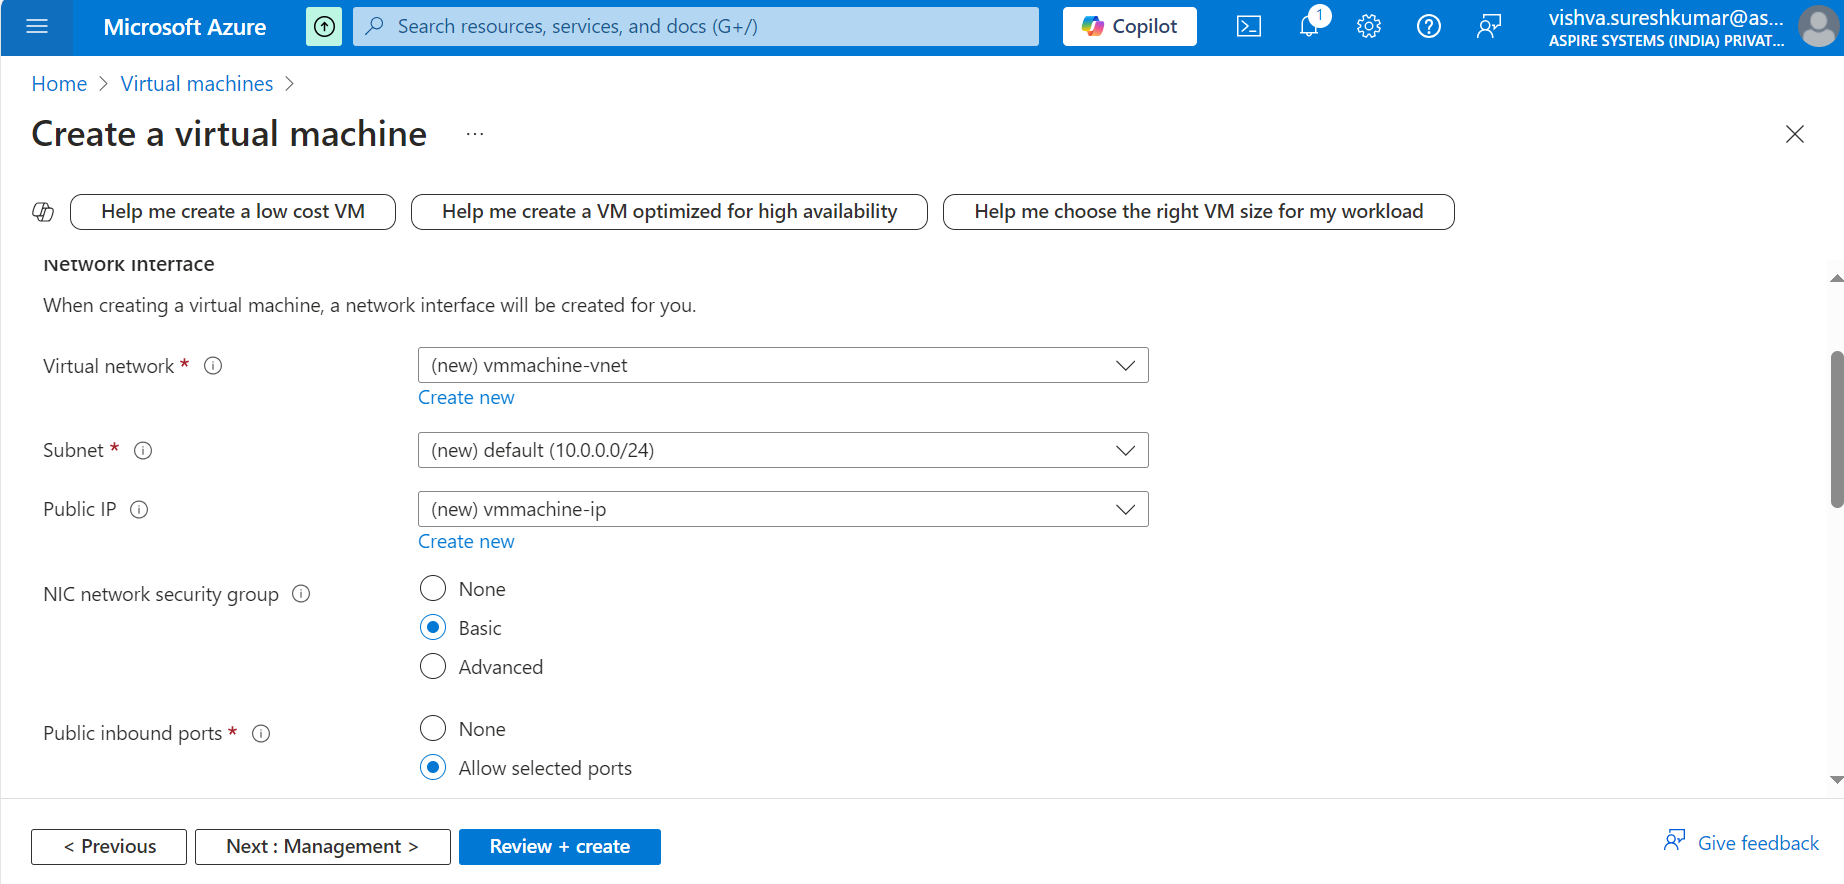 Microsoft Azure
Search resources, services, and docs (G+/)
Copilot
1
vishva.sureshkumar@as...
ASPIRE SYSTEMS (INDIA) PRIVAT...
Home > Virtual machines >
Create a virtual machine ...
Help me create a low cost VM
Help me create a VM optimized for high availability
Help me choose the right VM size for my workload
Network interface
When creating a virtual machine, a network interface will be created for you.
Virtual network *
(new) vmmachine-vnet
Create new
Subnet *
(new) default (10.0.0.0/24)
Public IP
(new) vmmachine-ip
Create new
NIC network security group
None
Basic
Advanced
Public inbound ports *
None
Allow selected ports
< Previous
Next : Management >
Review + create
Give feedback